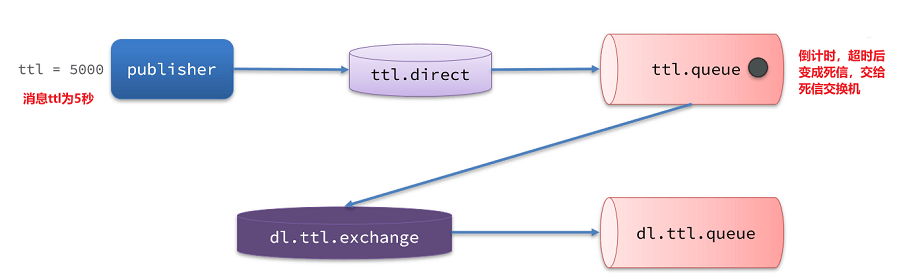 ttl = 5000
消息ttl为5秒
publisher
ttl.direct
ttl.queue
倒计时，超时后
变成死信，交给
死信交换机
dl.ttl.exchange
dl.ttl.queue